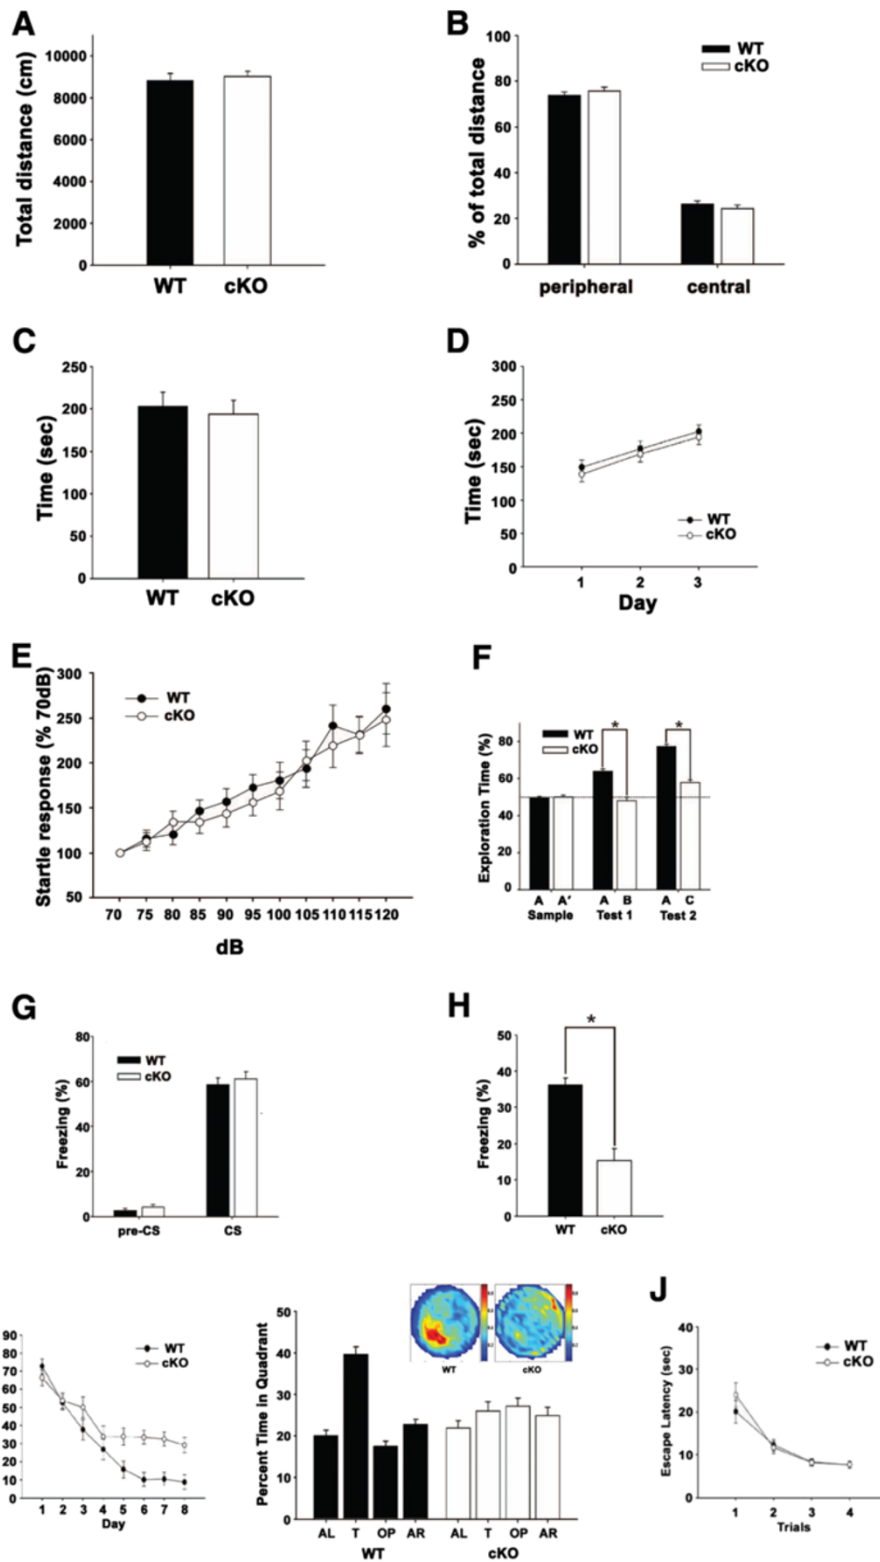 A
Total distance (cm)
10000
8000
6000
4000
2000
0
WT cKO
B
% of total distance
100
80
60
40
20
0
WT
cKO
peripheral central
C
Time (sec)
250
200
150
100
50
0
WT cKO
D
Time (sec)
300
250
200
150
100
50
0
WT
cKO
1 2 3
Day
E
Startle response (% 70dB)
300
250
200
150
100
50
WT
cKO
70 75 80 85 90 95 100 105 110 115 120
dB
F
Exploration Time (%)
80
60
40
20
0
WT
cKO
* *
A A′ A B A C
Sample Test 1 Test 2
G
Freezing (%)
80
60
40
20
0
WT
cKO
pre-CS CS
H
Freezing (%)
50
40
30
20
10
0
*
WT cKO
90
80
70
60
50
40
30
20
10
0
WT
cKO
1 2 3 4 5 6 7 8
Day
Percent Time in Quadrant
50
40
30
20
10
0
WT cKO
AL T OP AR AL T OP AR
WT cKO
J
Escape Latency (sec)
40
30
20
10
0
WT
cKO
1 2 3 4
Trials